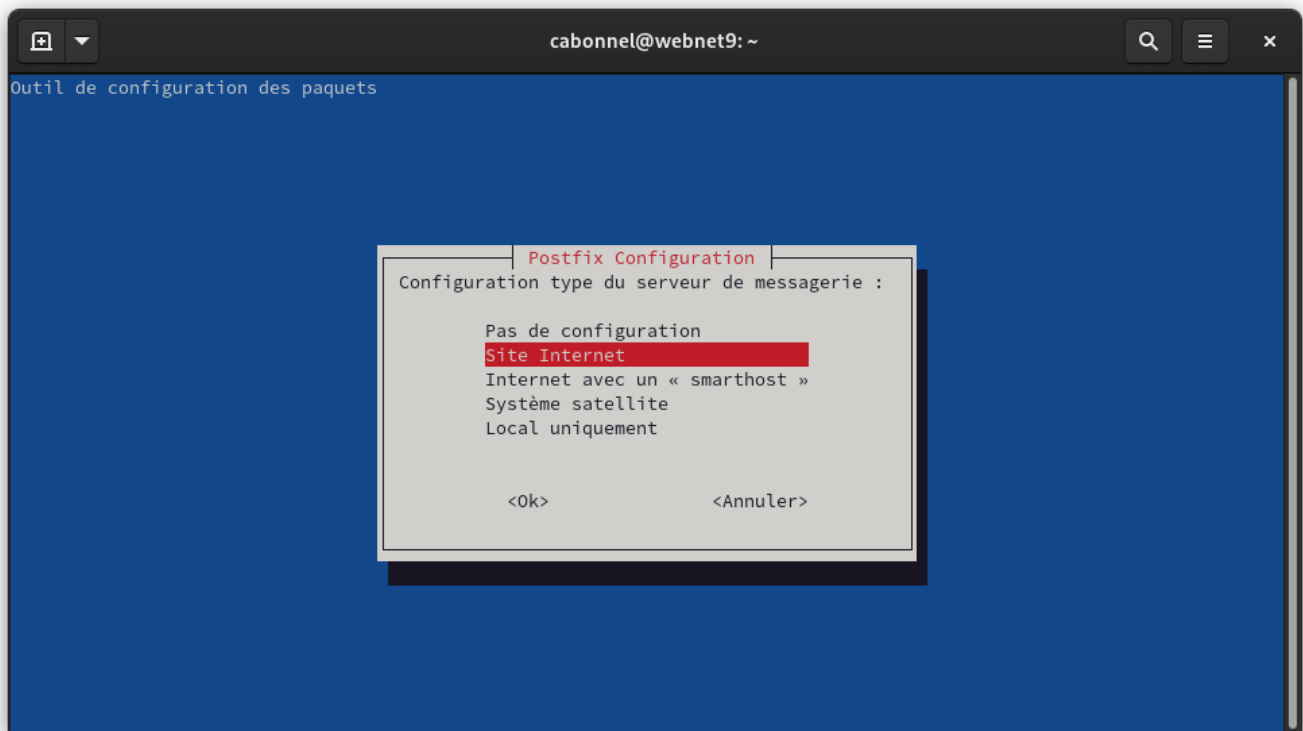 cabonnel@webnet9: ~
Outil de configuration des paquets
Postfix Configuration
Configuration type du serveur de messagerie :
Pas de configuration
Site Internet
Internet avec un « smarthost »
Système satellite
Local uniquement
<Ok> <Annuler>